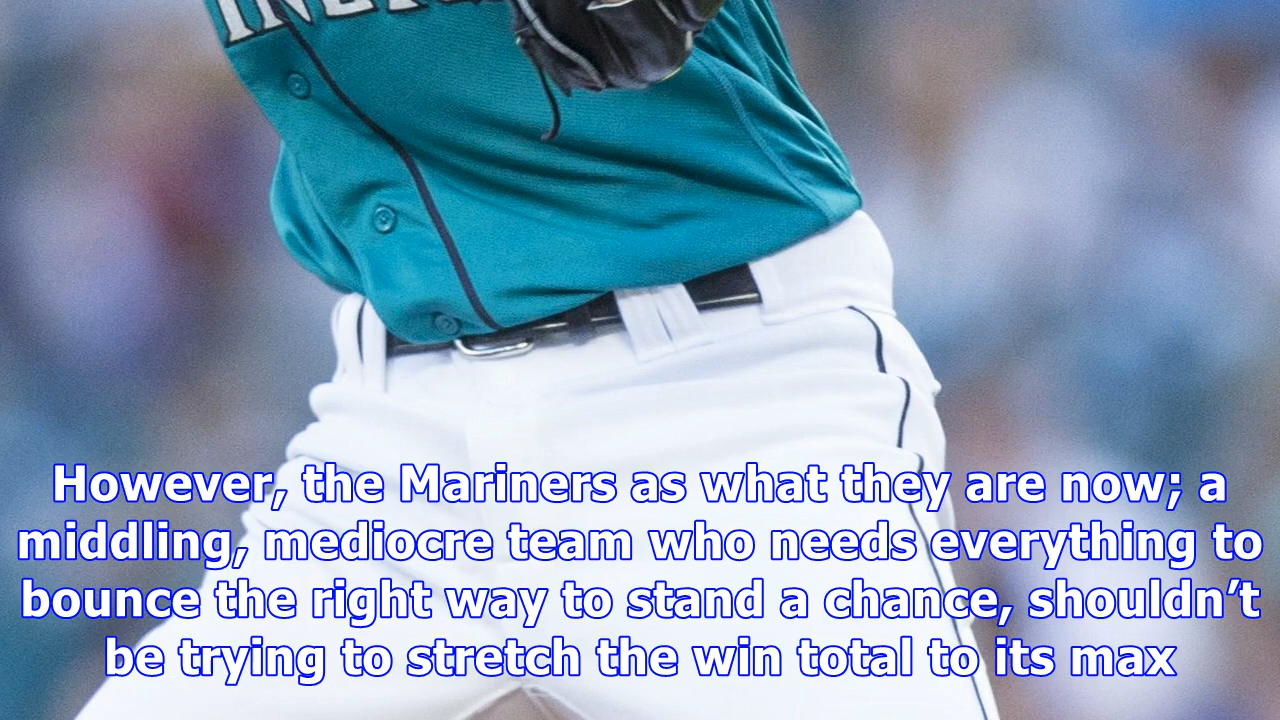 INE
However, the Mariners as what they are now; a
middling, mediocre team who needs everything to
bounce the right way to stand a chance, shouldn’t
be trying to stretch the win total to its max